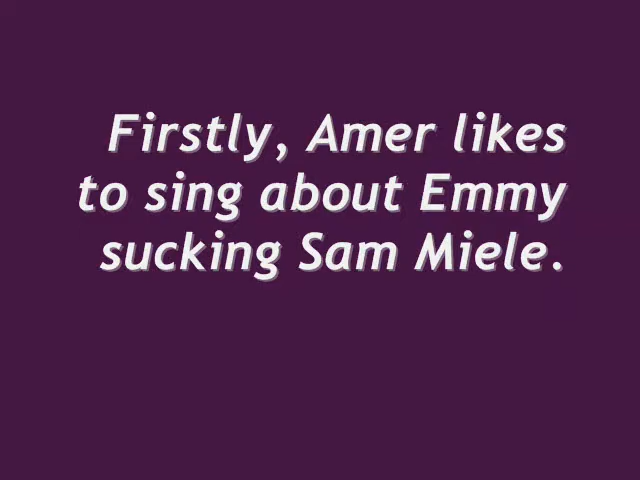 Firstly, Amer likes
to sing about Emmy
sucking Sam Miele.